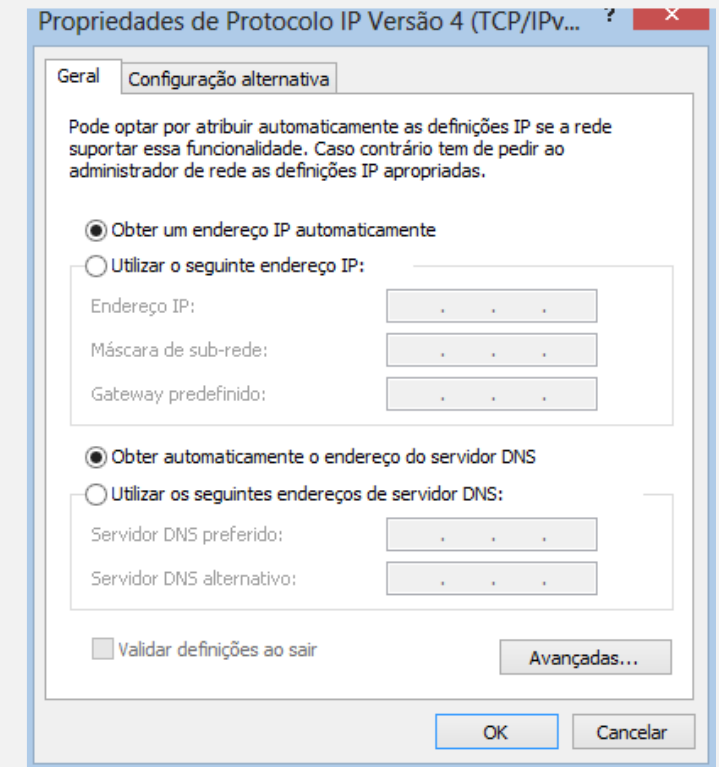 Propriedades de Protocolo IP Versão 4 (TCP/IPv... ?
Geral
Configuração alternativa
Pode optar por atribuir automaticamente as definições IP se a rede
suportar essa funcionalidade. Caso contrário tem de pedir ao
administrador de rede as definições IP apropriadas.
Obter um endereço IP automaticamente
Utilizar o seguinte endereço IP:
Endereço IP:
Máscara de sub-rede:
Gateway predefinido:
Obter automaticamente o endereço do servidor DNS
Utilizar os seguintes endereços de servidor DNS:
Servidor DNS preferido:
Servidor DNS alternativo:
Validar definições ao sair
Avançadas...
OK
Cancelar